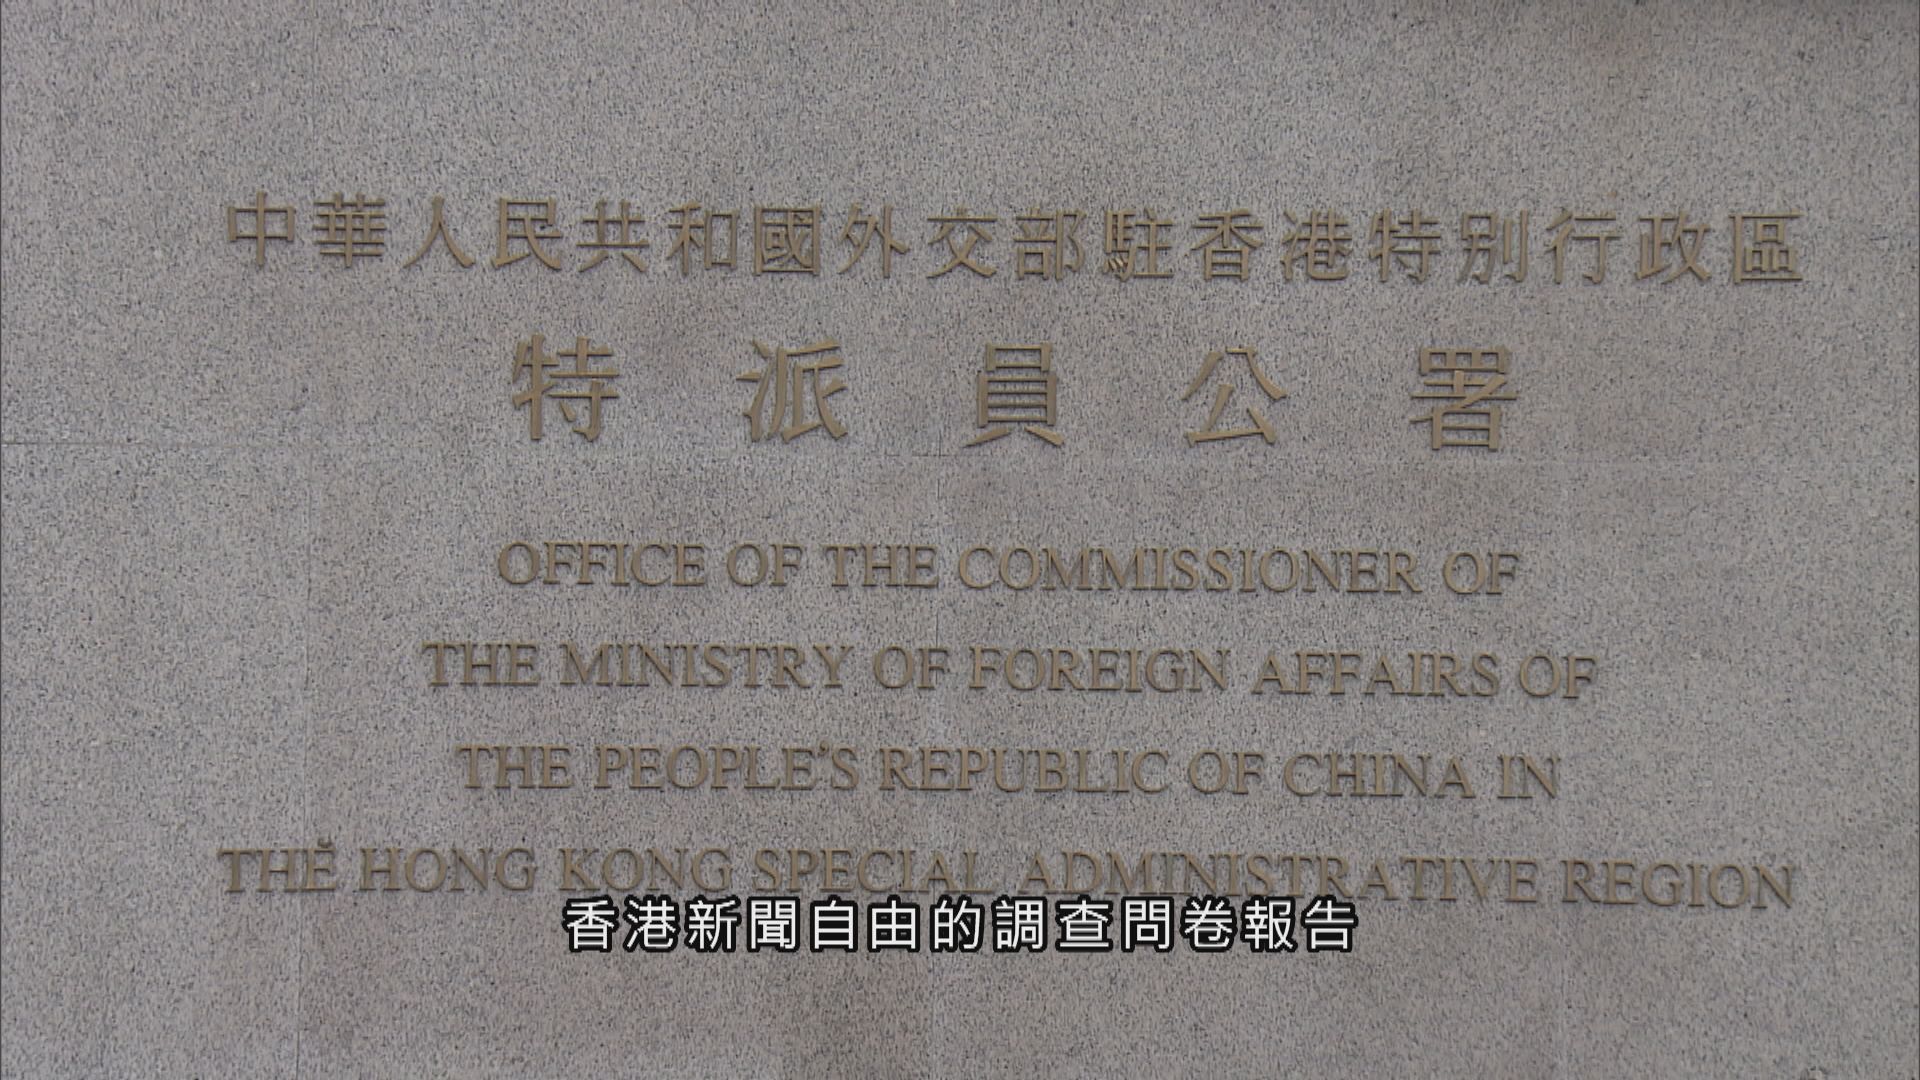 中華人民共和國外交部駐香港特別行政區
特派員公署
OFFICE OF THE COMMISSIONER OF
THE MINISTRY OF FOREIGN AFFAIRS OF
THE PEOPLE'S REPUBLIC OF CHINA IN
THE HONG KONG SPECIAL ADMINISTRATIVE REGION
香港新聞自由的調查問卷報告